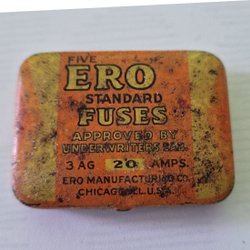 FIVE
ERO
STANDARD
FUSES
APPROVED BY
UNDERWRITERS LAB.
3 AG 20 AMPS.
ERO MANUFACTURING CO.
CHICAGO, ILL. U.S.A.